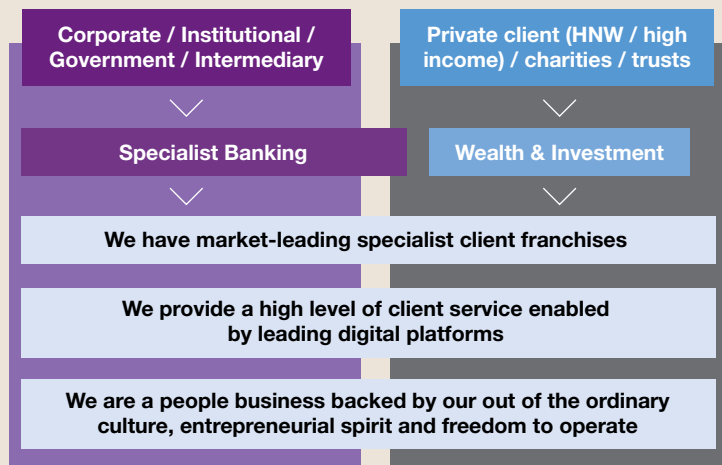 Corporate / Institutional /
Government / Intermediary
Private client (HNW / high
income) / charities / trusts
Specialist Banking
Wealth & Investment
We have market-leading specialist client franchises
We provide a high level of client service enabled
by leading digital platforms
We are a people business backed by our out of the ordinary
culture, entrepreneurial spirit and freedom to operate